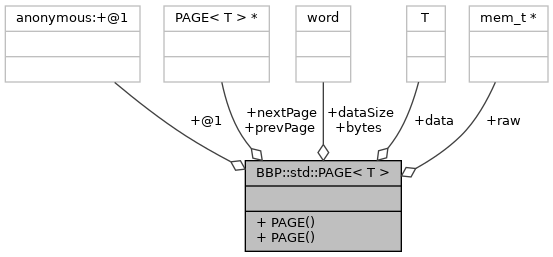 anonymous:+@1
PAGE< T > *
word
T
mem_t *
+@1
+nextPage
+prevPage
+dataSize
+bytes
+data
+raw
BBP::std::PAGE< T >
+ PAGE()
+ PAGE()